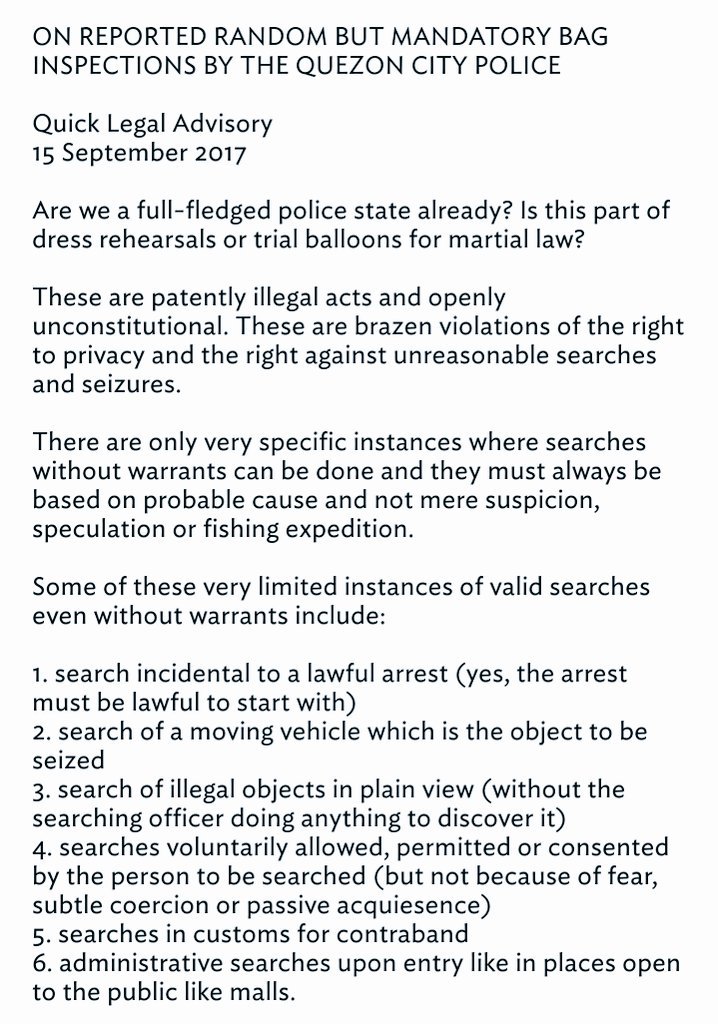 ON REPORTED RANDOM BUT MANDATORY BAG
INSPECTIONS BY THE QUEZON CITY POLICE
Quick Legal Advisory
15 September 2017
Are we a full-fledged police state already? Is this part of
dress rehearsals or trial balloons for martial law?
These are patently illegal acts and openly
unconstitutional. These are brazen violations of the right
to privacy and the right against unreasonable searches
and seizures.
There are only very specific instances where searches
without warrants can be done and they must always be
based on probable cause and not mere suspicion,
speculation or fishing expedition.
Some of these very limited instances of valid searches
even without warrants include:
1. search incidental to a lawful arrest (yes, the arrest
must be lawful to start with)
2. search of a moving vehicle which is the object to be
seized
3. search of illegal objects in plain view (without the
searching officer doing anything to discover it)
4. searches voluntarily allowed, permitted or consented
by the person to be searched (but not because of fear,
subtle coercion or passive acquiesence)
5. searches in customs for contraband
6. administrative searches upon entry like in places open
to the public like malls.